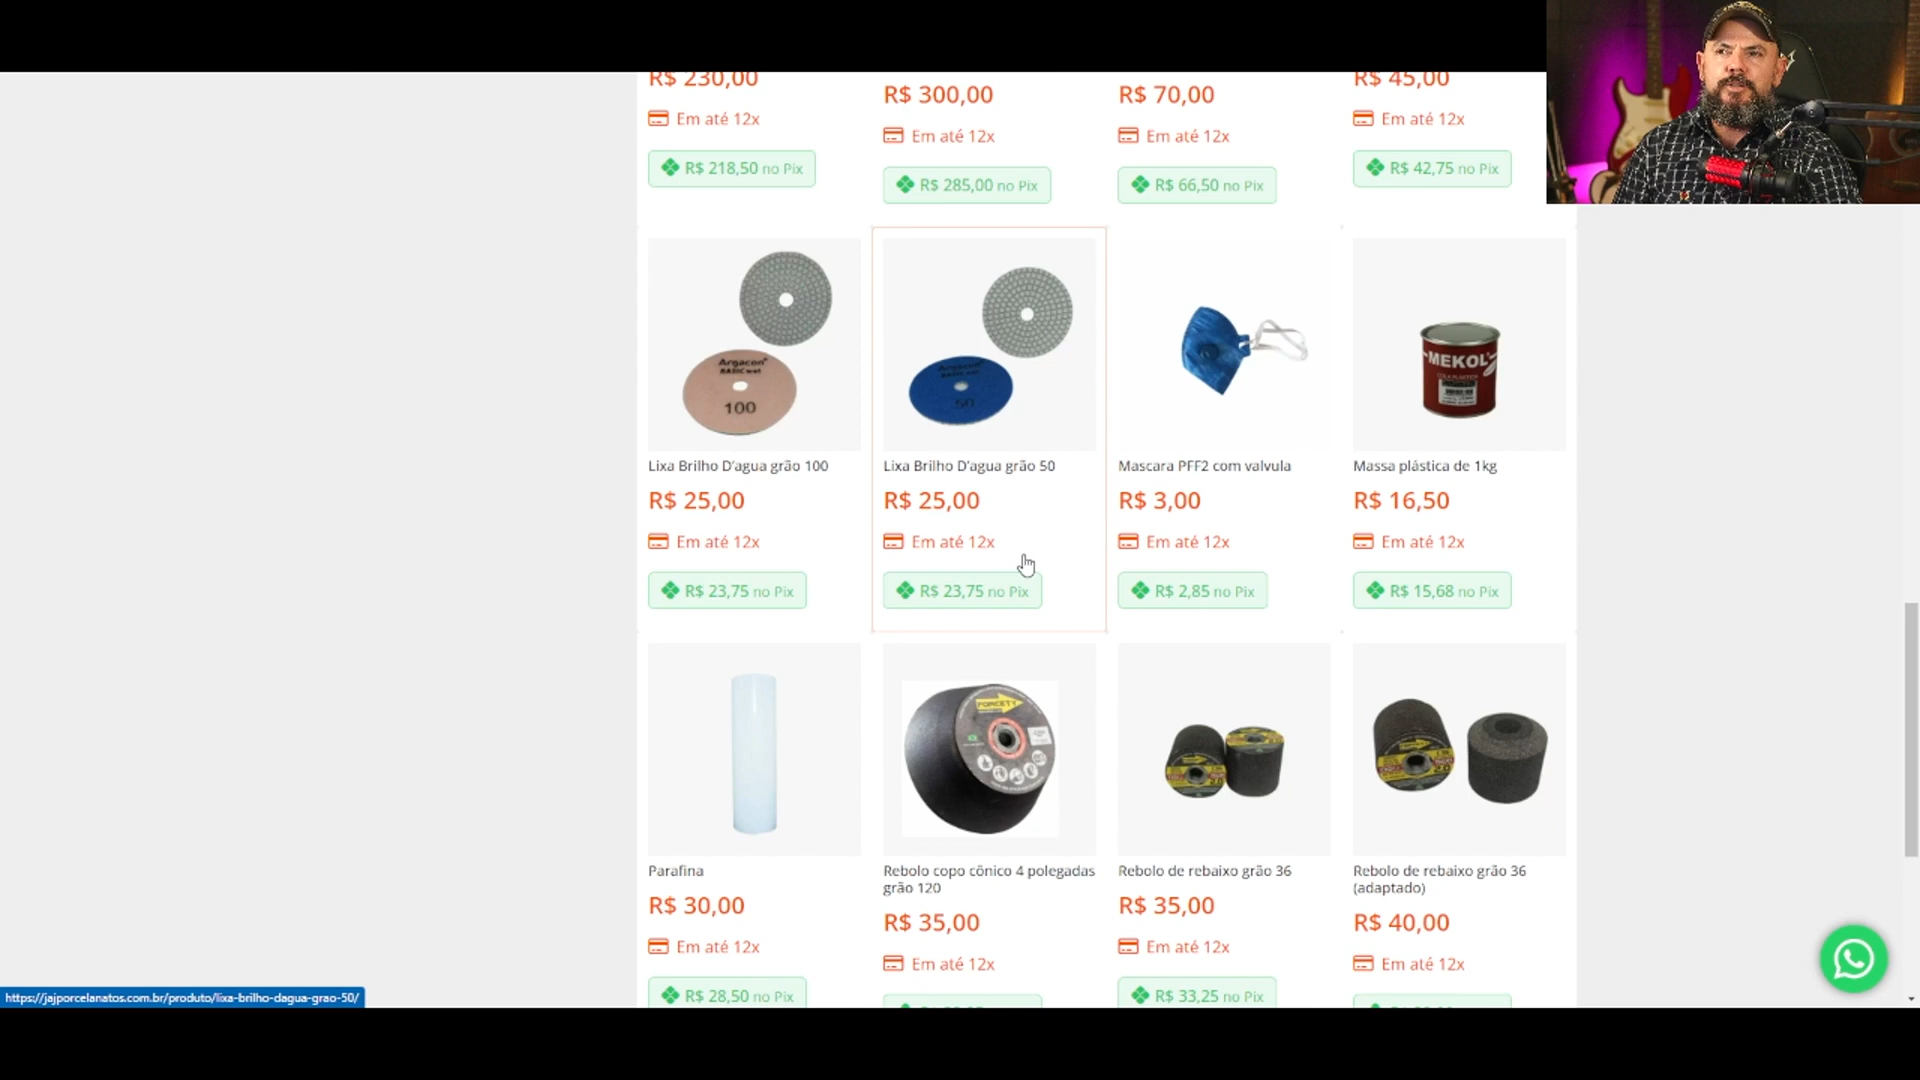 R$ 230,00
R$ 300,00
R$ 70,00
R$ 45,00
Em até 12x
Em até 12x
Em até 12x
Em até 12x
R$ 218,50 no Pix
R$ 285,00 no Pix
R$ 66,50 no Pix
R$ 42,75 no Pix
Argacon
BASIC wet
100
50
MEKOL
Lixa Brilho D'agua grão 100
Lixa Brilho D'agua grão 50
Mascara PFF2 com valvula
Massa plástica de 1kg
R$ 25,00
R$ 25,00
R$ 3,00
R$ 16,50
Em até 12x
Em até 12x
Em até 12x
Em até 12x
R$ 23,75 no Pix
R$ 23,75 no Pix
R$ 2,85 no Pix
R$ 15,68 no Pix
FORCETY
Parafina
Rebolo copo cônico 4 polegadas
grão 120
Rebolo de rebaixo grão 36
Rebolo de rebaixo grão 36
(adaptado)
R$ 30,00
R$ 35,00
R$ 35,00
R$ 40,00
Em até 12x
Em até 12x
Em até 12x
Em até 12x
R$ 28,50 no Pix
R$ 33,25 no Pix
https://jajporcelanatos.com.br/produto/lixa-brilho-dagua-grao-50/